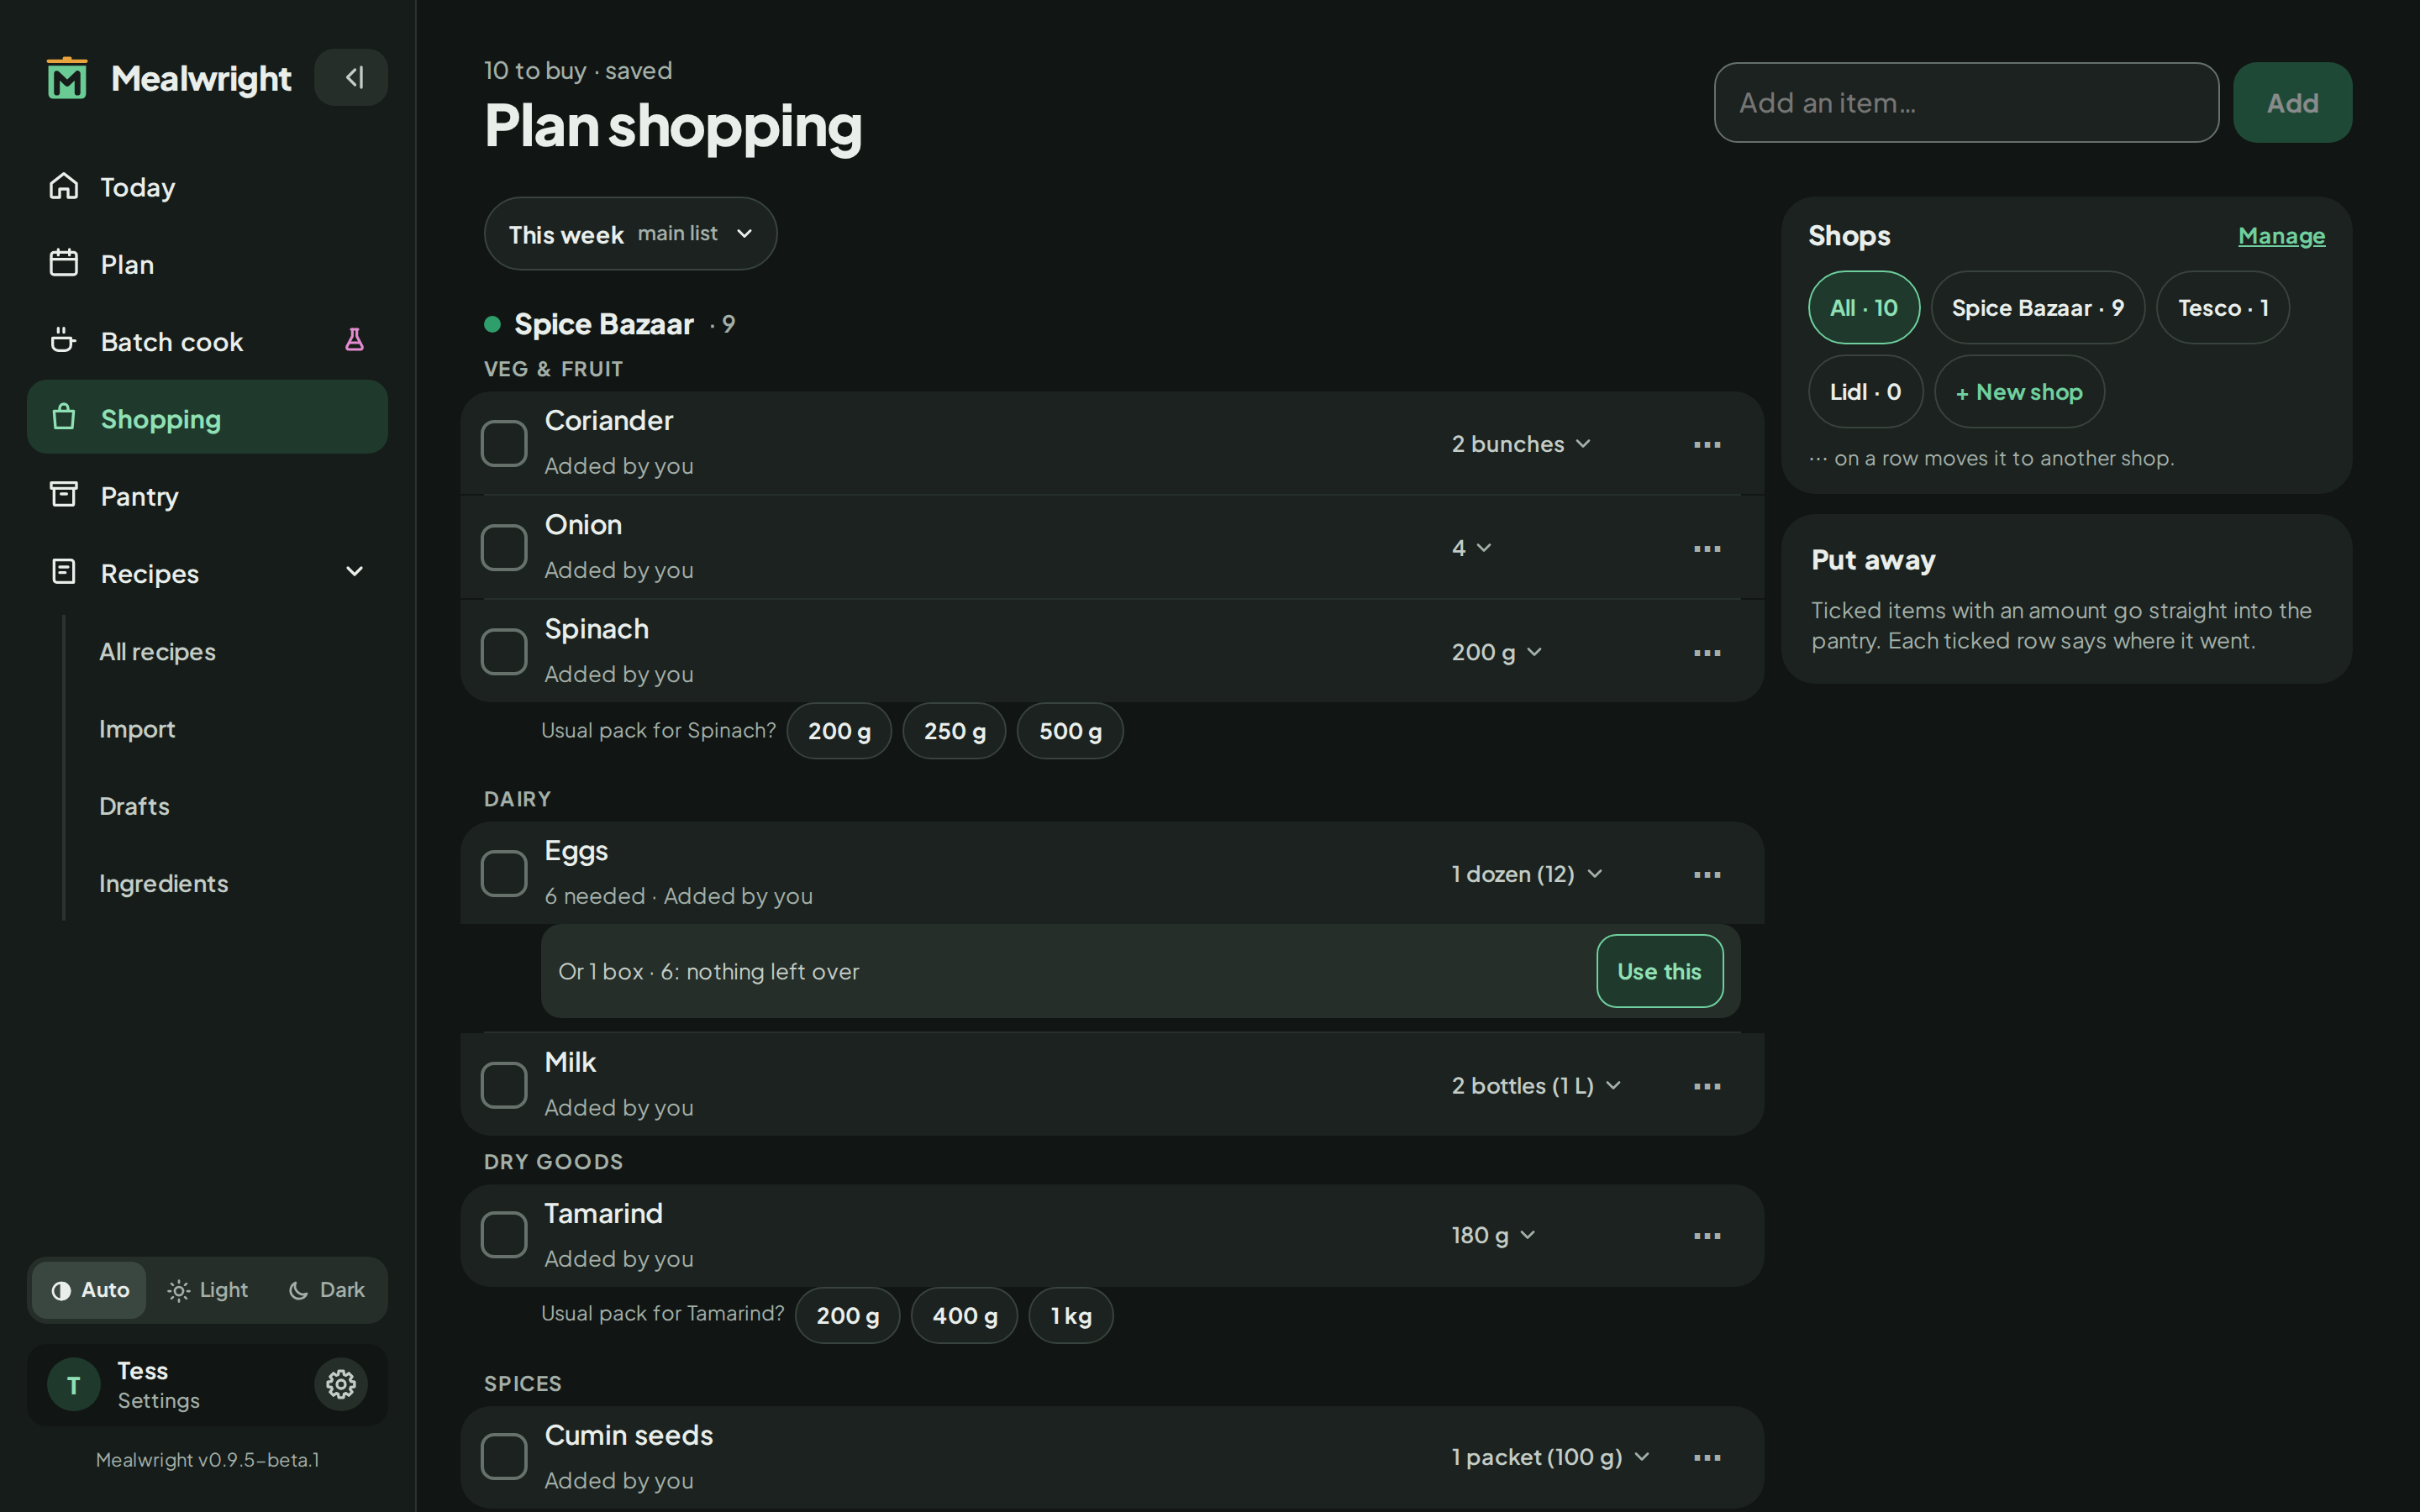 Mealwright
Today
Plan
Batch cook
Shopping
Pantry
Recipes
All recipes
Import
Drafts
Ingredients
Auto
Light
Dark
T
Tess
Settings
Mealwright v0.9.5-beta.1
10 to buy · saved
Plan shopping
Add an item...
Add
This week main list
Spice Bazaar · 9
VEG & FRUIT
Coriander
Added by you
2 bunches
Onion
Added by you
4
Spinach
Added by you
200 g
Usual pack for Spinach? 200 g 250 g 500 g
DAIRY
Eggs
6 needed · Added by you
1 dozen (12)
Or 1 box · 6: nothing left over
Use this
Milk
Added by you
2 bottles (1 L)
DRY GOODS
Tamarind
Added by you
180 g
Usual pack for Tamarind? 200 g 400 g 1 kg
SPICES
Cumin seeds
Added by you
1 packet (100 g)
Shops
Manage
All · 10
Spice Bazaar · 9
Tesco · 1
Lidl · 0
+ New shop
··· on a row moves it to another shop.
Put away
Ticked items with an amount go straight into the
pantry. Each ticked row says where it went.